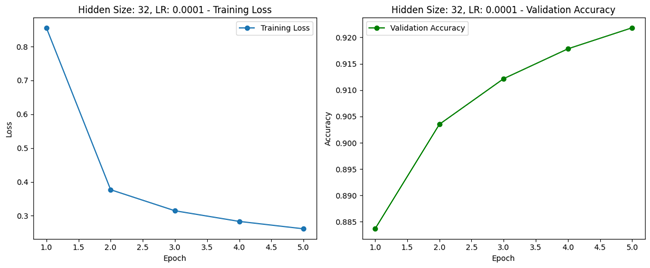 Hidden Size: 32, LR: 0.0001 - Training Loss
Training Loss
Loss
0.8
0.7
0.6
0.5
0.4
0.3
1.0 1.5 2.0 2.5 3.0 3.5 4.0 4.5 5.0
Epoch
Hidden Size: 32, LR: 0.0001 - Validation Accuracy
Validation Accuracy
Accuracy
0.920
0.915
0.910
0.905
0.900
0.895
0.890
0.885
1.0 1.5 2.0 2.5 3.0 3.5 4.0 4.5 5.0
Epoch